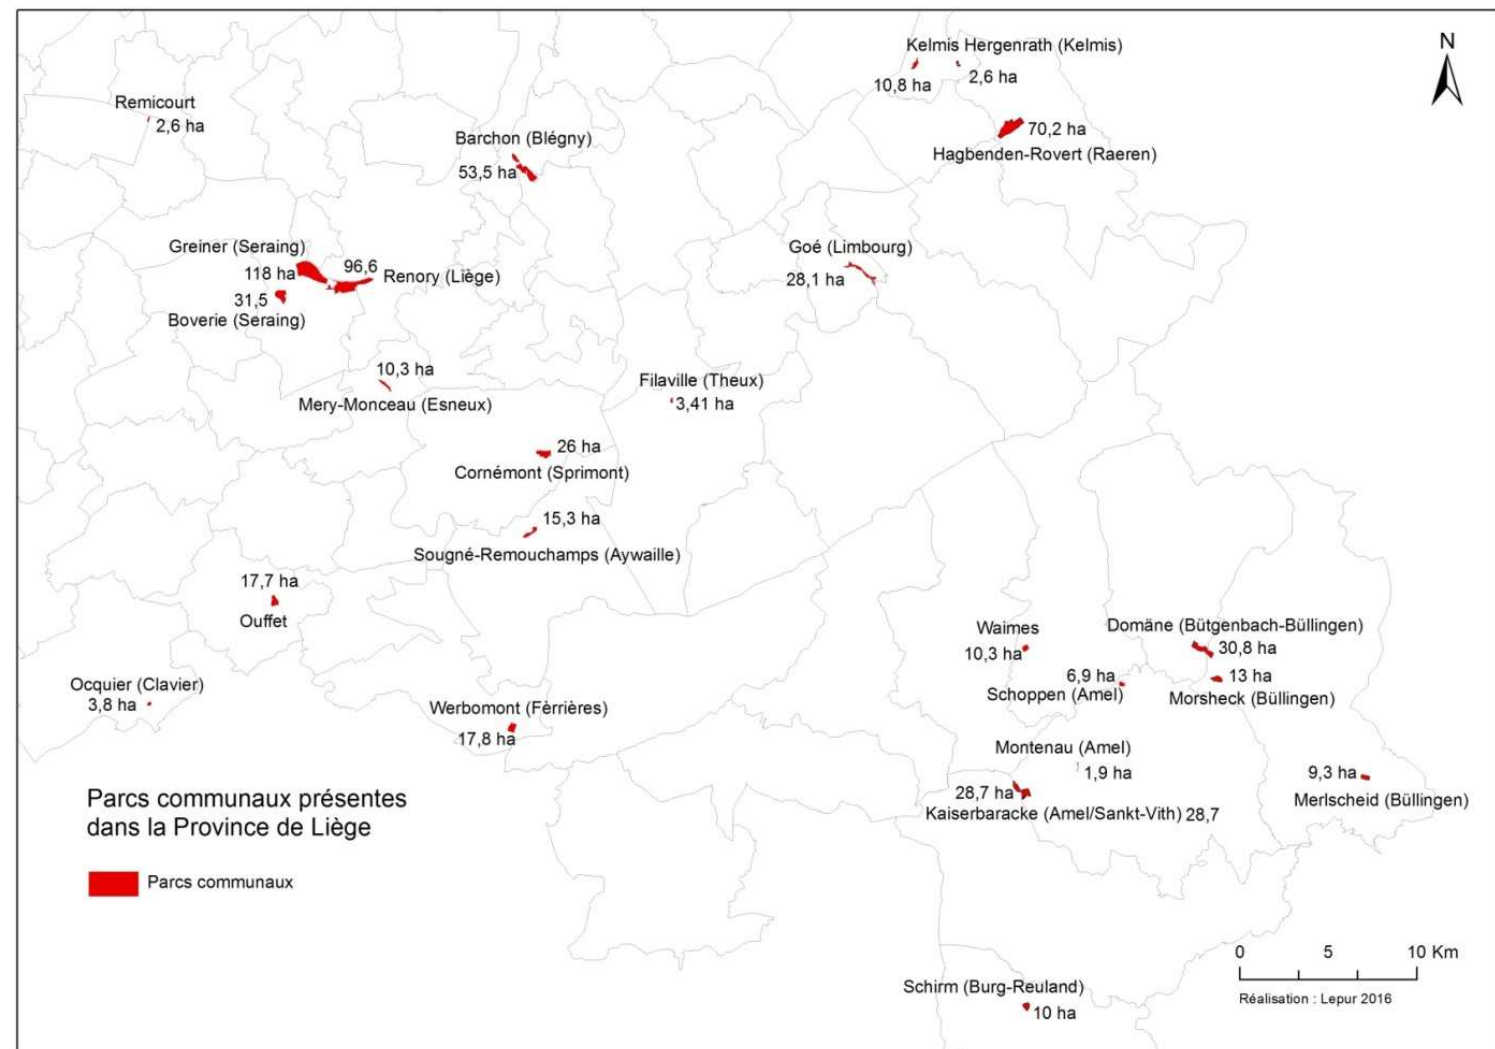 Kelmis Hergenrath (Kelmis)
N
10,8 ha
2,6 ha
Remicourt
2,6 ha
70,2 ha
Hagbenden-Rovert (Raeren)
Barchon (Blégny)
53,5 ha
Greiner (Seraing)
118 ha
96,6
Renory (Liège)
31,5
Boverie (Seraing)
Goé (Limbourg)
28,1 ha
10,3 ha
Mery-Monceau (Esneux)
Filaville (Theux)
3,41 ha
26 ha
Cornémont (Sprimont)
15,3 ha
Sougné-Remouchamps (Aywaille)
17,7 ha
Ouffet
Waimes
10,3 ha
Domäne (Bütgenbach-Büllingen)
30,8 ha
6,9 ha
Schoppen (Amel)
13 ha
Morsheck (Büllingen)
Ocquier (Clavier)
3,8 ha
Werbomont (Fèrrières)
17,8 ha
Montenau (Amel)
1,9 ha
28,7 ha
Kaiserbaracke (Amel/Sankt-Vith) 28,7
9,3 ha
Merlscheid (Büllingen)
Parcs communaux présentes
dans la Province de Liège
Parcs communaux
Schirm (Burg-Reuland)
10 ha
0 5 10 Km
Réalisation : Lepur 2016